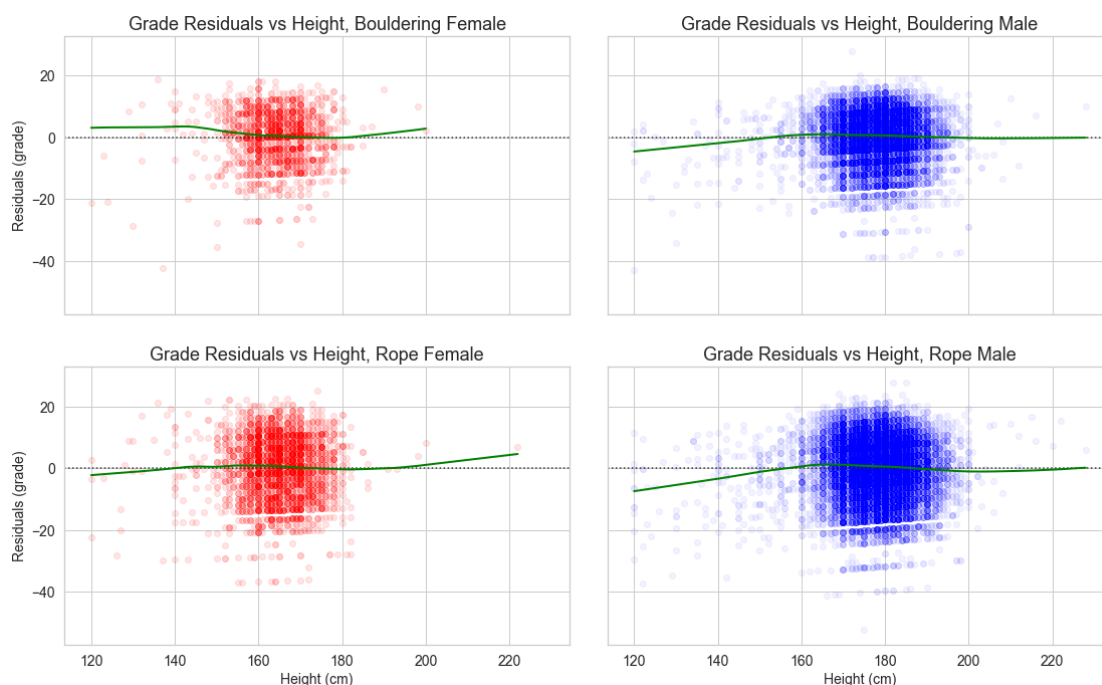 Grade Residuals vs Height, Bouldering Female
Grade Residuals vs Height, Bouldering Male
Residuals (grade)
20
0
−20
−40
Grade Residuals vs Height, Rope Female
Grade Residuals vs Height, Rope Male
Residuals (grade)
20
0
−20
−40
120 140 160 180 200 220
120 140 160 180 200 220
Height (cm)
Height (cm)